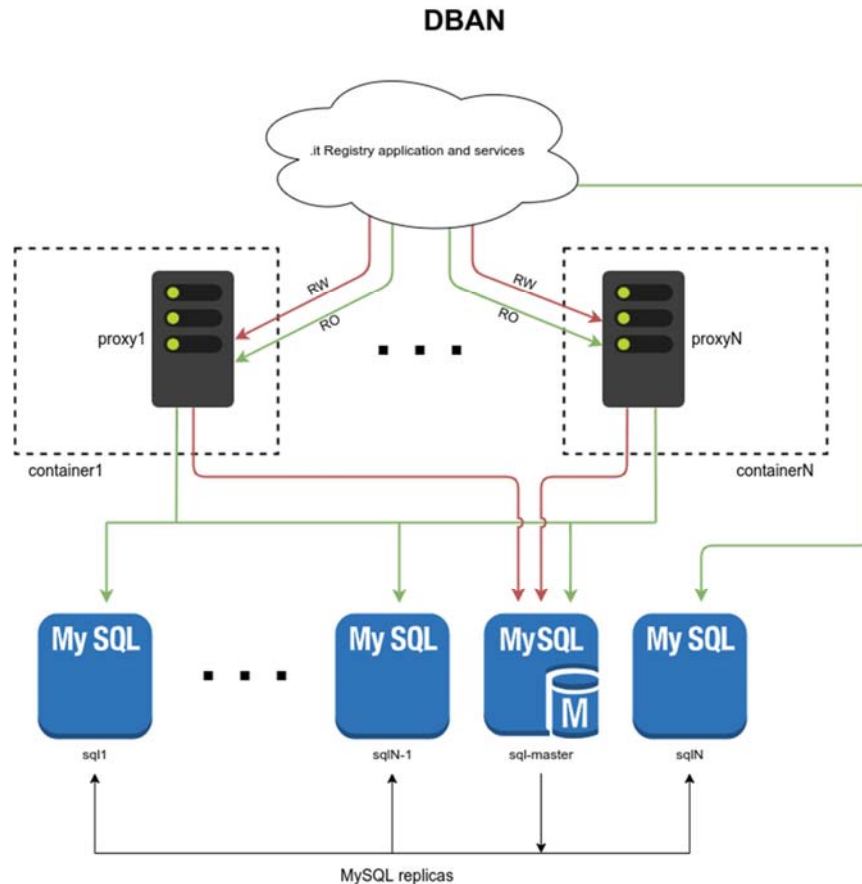 DBAN
.it Registry application and services
RW
RO
RW
RO
proxy1
proxyN
container1
containerN
My SQL
My SQL
MySQL
M
My SQL
sql1
sqlN-1
sql-master
sqlN
MySQL replicas